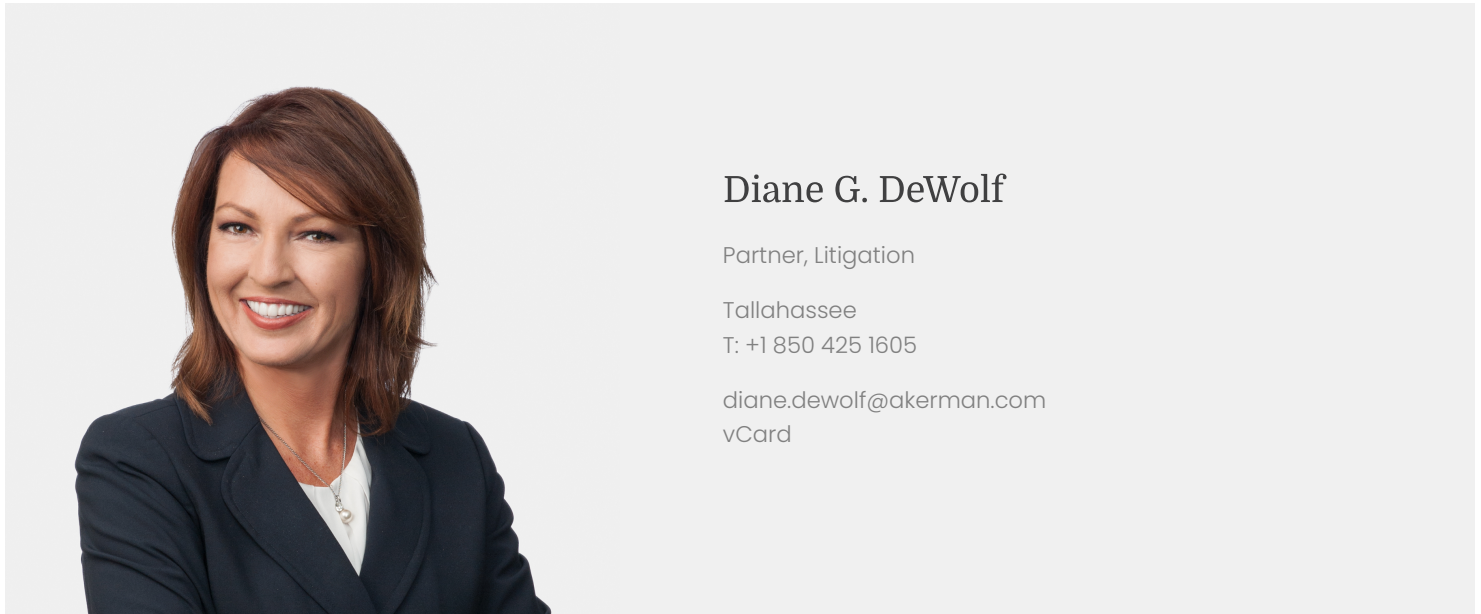 Diane G. DeWolf
Partner, Litigation
Tallahassee
T: +1 850 425 1605
diane.dewolf@akerman.com
vCard